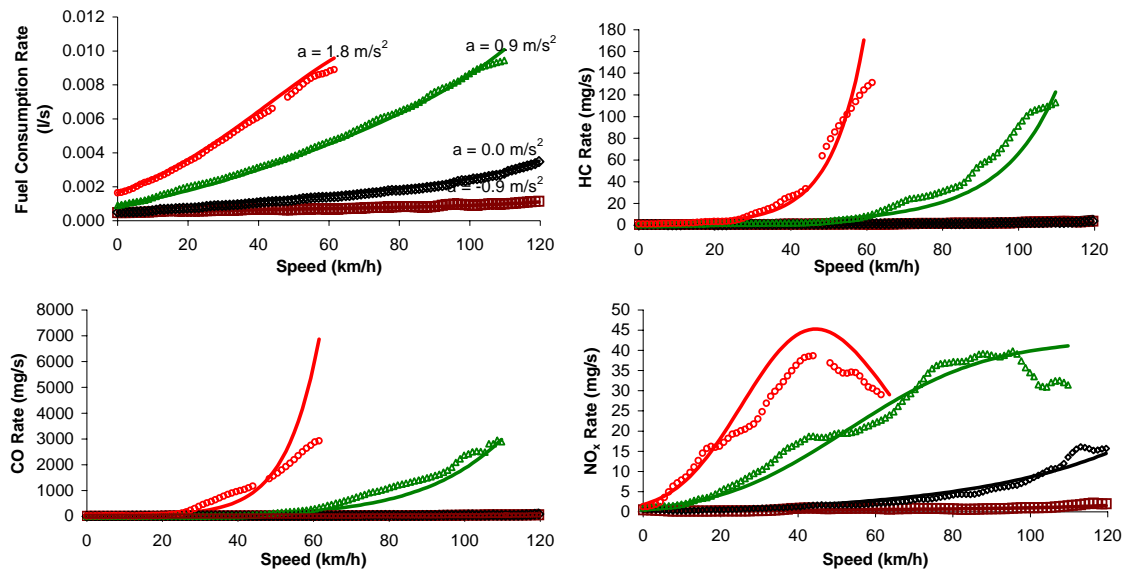 Fuel Consumption Rate
(l/s)
0.012
0.010
0.008
0.006
0.004
0.002
0.000
a = 1.8 m/s²
a = 0.9 m/s²
a = 0.0 m/s²
-0.9 m/s²
0 20 40 60 80 100 120
Speed (km/h)
HC Rate (mg/s)
180
160
140
120
100
80
60
40
20
0
0 20 40 60 80 100 120
Speed (km/h)
CO Rate (mg/s)
8000
7000
6000
5000
4000
3000
2000
1000
0
0 20 40 60 80 100 120
Speed (km/h)
NOₓ Rate (mg/s)
50
45
40
35
30
25
20
15
10
5
0
0 20 40 60 80 100 120
Speed (km/h)